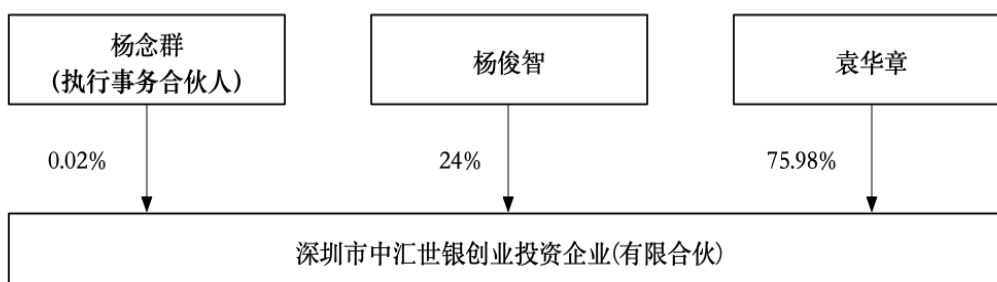 杨念群
（执行事务合伙人）
杨俊智
袁华章
0.02%
24%
75.98%
深圳市中汇世银创业投资企业(有限合伙)